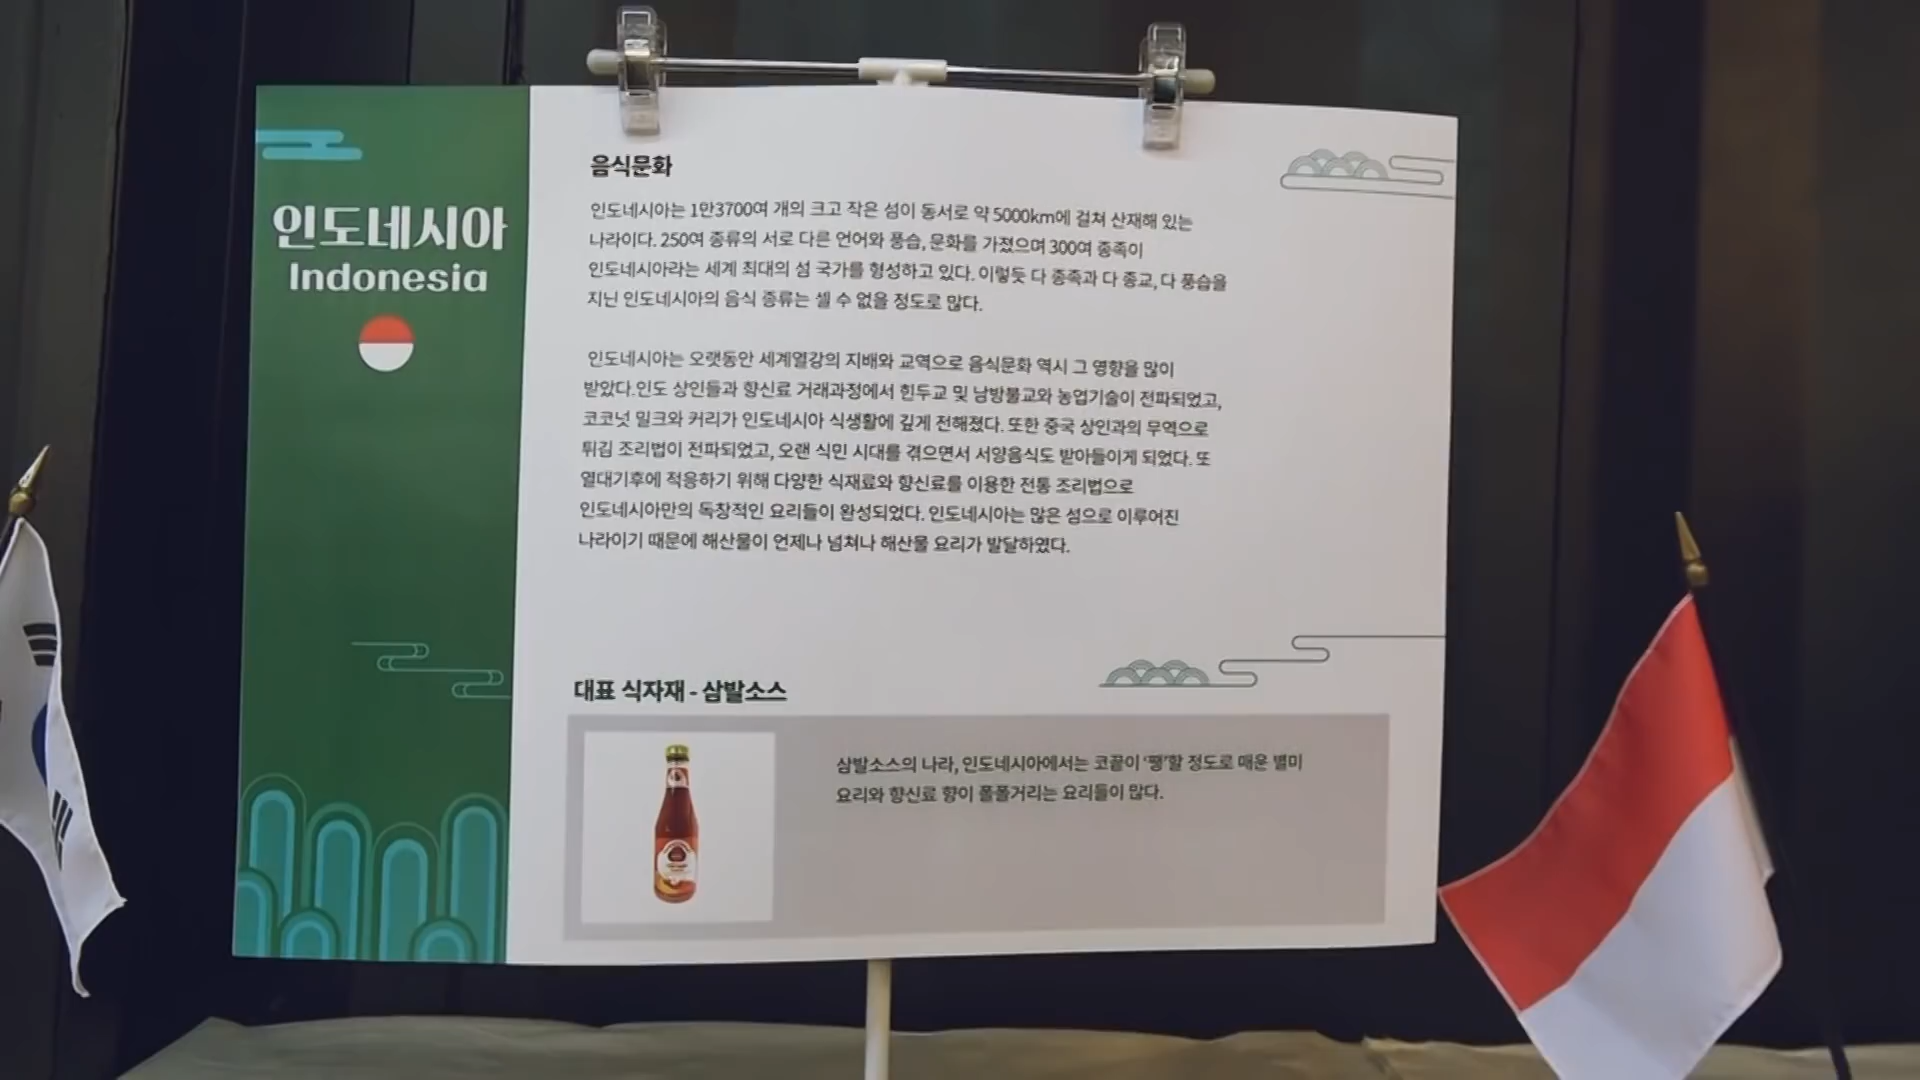 인도네시아
Indonesia
음식문화
인도네시아는 1만3700여 개의 크고 작은 섬이 동서로 약 5000km에 걸쳐 산재해 있는
나라이다. 250여 종류의 서로 다른 언어와 풍습, 문화를 가졌으며 300여 종족이
인도네시아라는 세계 최대의 섬 국가를 형성하고 있다. 이렇듯 다 종족과 다 종교, 다 풍습을
지닌 인도네시아의 음식 종류는 셀 수 없을 정도로 많다.
인도네시아는 오랫동안 세계열강의 지배와 교역으로 음식문화 역시 그 영향을 많이
받았다.인도 상인들과 향신료 거래과정에서 힌두교 및 남방불교와 농업기술이 전파되었고,
코코넛 밀크와 커리가 인도네시아 식생활에 깊게 전해졌다. 또한 중국 상인과의 무역으로
튀김 조리법이 전파되었고, 오랜 식민 시대를 겪으면서 서양음식도 받아들이게 되었다. 또
열대기후에 적응하기 위해 다양한 식재료와 향신료를 이용한 전통 조리법으로
인도네시아만의 독창적인 요리들이 완성되었다. 인도네시아는 많은 섬으로 이루어진
나라이기 때문에 해산물이 언제나 넘쳐나 해산물 요리가 발달하였다.
대표 식자재 - 삼발소스
삼발소스의 나라, 인도네시아에서는 코끝이 ‘팽’할 정도로 매운 별미
요리와 향신료 향이 폴폴거리는 요리들이 많다.